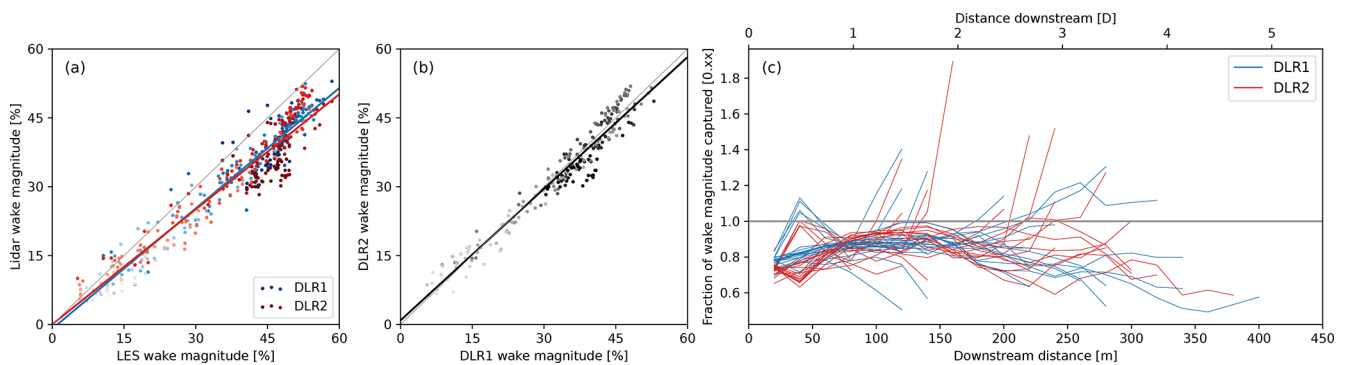 (a)
60
45
30
15
0
0 15 30 45 60
Lidar wake magnitude [%]
LES wake magnitude [%]
DLR1
DLR2
(b)
60
45
30
15
0
0 15 30 45 60
DLR2 wake magnitude [%]
DLR1 wake magnitude [%]
Distance downstream [D]
0 1 2 3 4 5
(c)
DLR1
DLR2
Fraction of wake magnitude captured [0.xx]
1.8
1.6
1.4
1.2
1.0
0.8
0.6
0 50 100 150 200 250 300 350 400 450
Downstream distance [m]